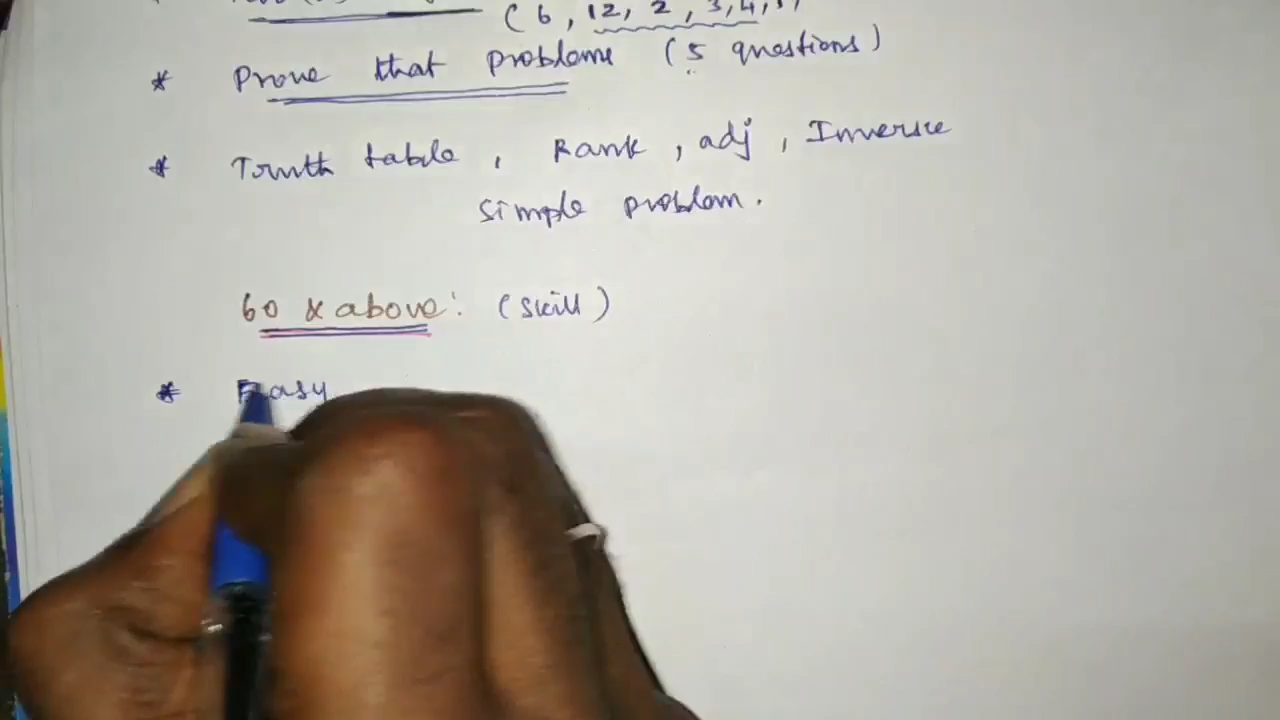 ( 6, 12, 2, 3, 4,
* Prove that probleme (5 questions)
* Truth table, Rank, adj, Inverse
simple problem.
60 & above: (skill)
* Easy